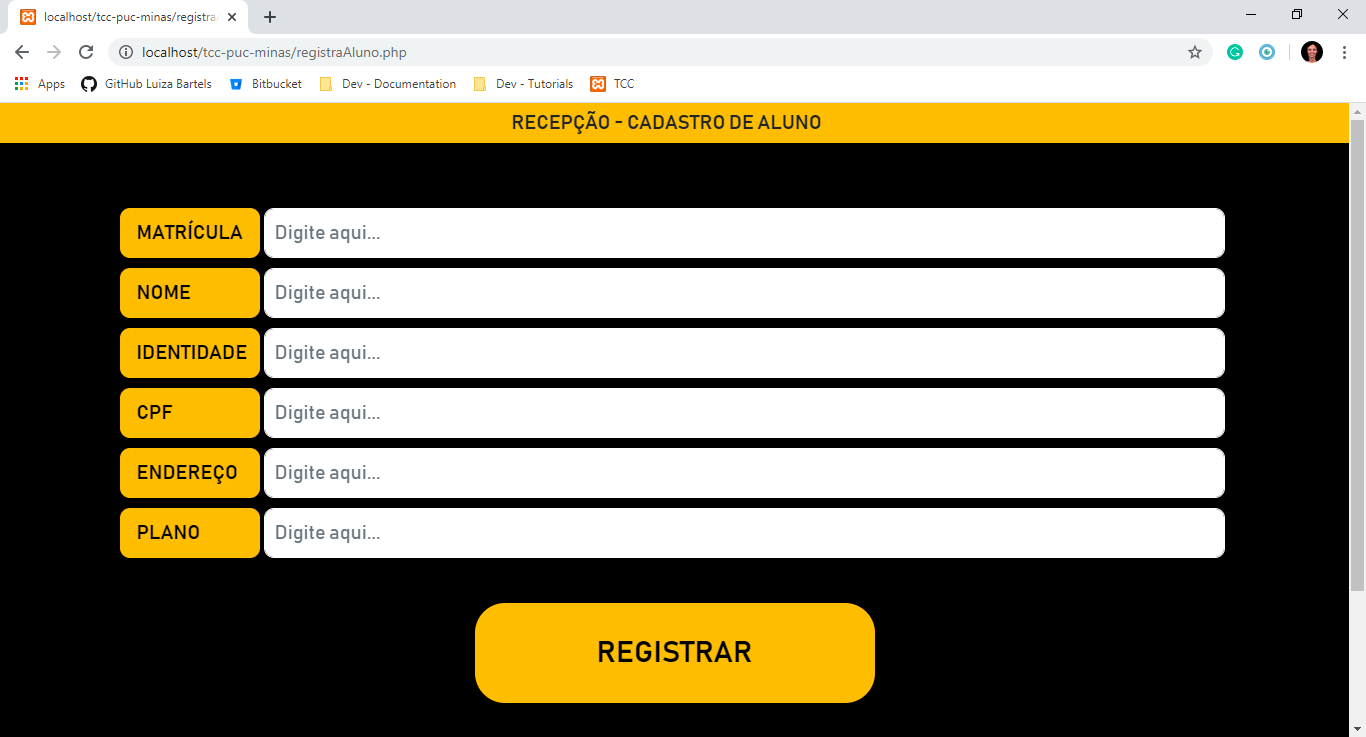 localhost/tcc-puc-minas/registra
localhost/tcc-puc-minas/registraAluno.php
Apps GitHub Luiza Bartels Bitbucket Dev - Documentation Dev - Tutorials TCC
RECEPÇÃO - CADASTRO DE ALUNO
MATRÍCULA Digite aqui...
NOME Digite aqui...
IDENTIDADE Digite aqui...
CPF Digite aqui...
ENDEREÇO Digite aqui...
PLANO Digite aqui...
REGISTRAR